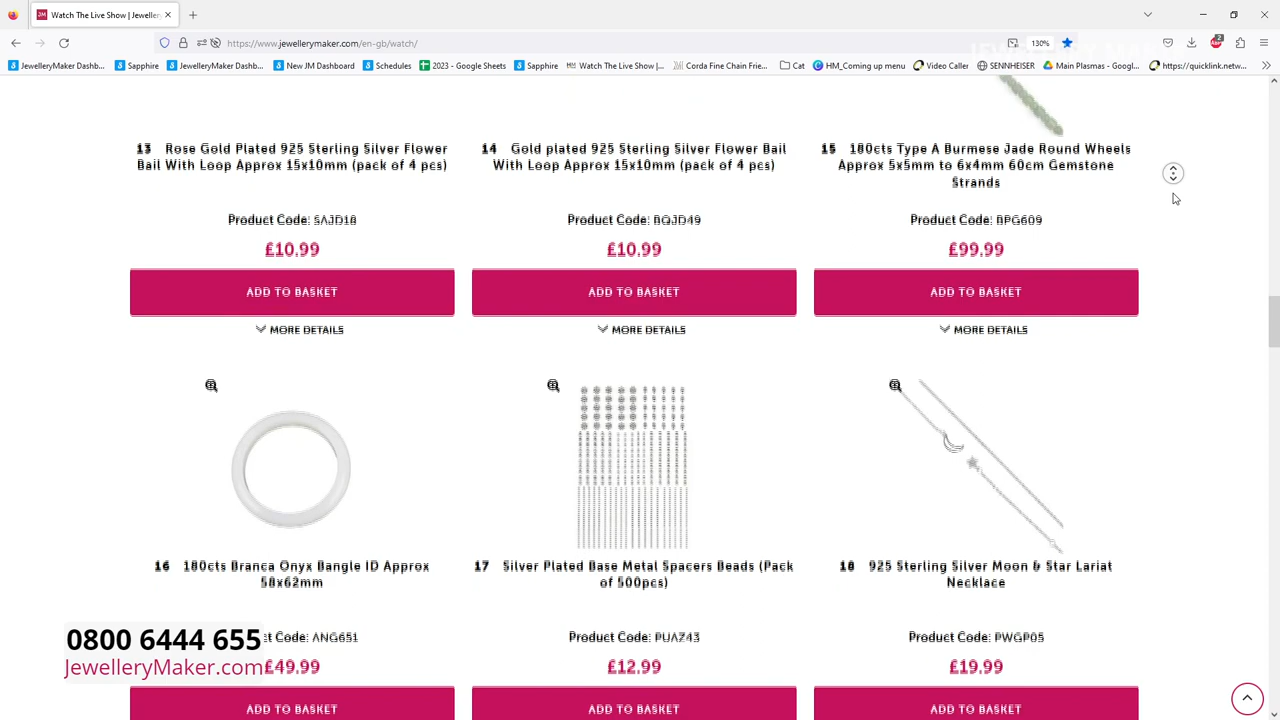 Watch The Live Show | Jeweller
https://www.jewellerymaker.com/en-gb/watch/
130%
2
JewelleryMaker Dashb...
Sapphire
JewelleryMaker Dashb...
New JM Dashboard
Schedules
2023 - Google Sheets
Sapphire
Watch The Live Show |...
Corda Fine Chain Frie...
Cat
HM_Coming up menu
Video Caller
SENNHEISER
Main Plasmas - Googl...
https://quicklink.netw...
13 Rose Gold Plated 925 Sterling Silver Flower
Bail With Loop Approx 15x10mm (pack of 4 pcs)
Product Code: SAJD18
£10.99
ADD TO BASKET
MORE DETAILS
14 Gold plated 925 Sterling Silver Flower Bail
With Loop Approx 15x10mm (pack of 4 pcs)
Product Code: BQJD49
£10.99
ADD TO BASKET
MORE DETAILS
15 180cts Type A Burmese Jade Round Wheels
Approx 5x5mm to 6x4mm 60cm Gemstone
Strands
Product Code: BPG609
£99.99
ADD TO BASKET
MORE DETAILS
16 180cts Branca Onyx Bangle ID Approx
58x62mm
ct Code: ANG651
£49.99
ADD TO BASKET
17 Silver Plated Base Metal Spacers Beads (Pack
of 500pcs)
Product Code: PUAZ43
£12.99
ADD TO BASKET
18 925 Sterling Silver Moon & Star Lariat
Necklace
Product Code: PWGP05
£19.99
ADD TO BASKET
0800 6444 655
JewelleryMaker.com